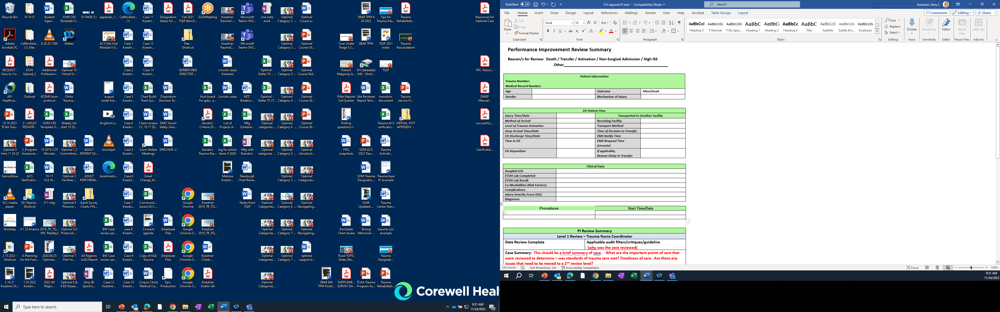 Recycle Bin
10 14 21
Student Agen...
SOM CRS Template O...
5114436 (1)
appendix_1...
CallforAbst... (1)
Case 11 Koestn...
Designation Status for ...
Fall 2021 TQIP Bench...
GoToMeeting
Koestner TraumaC...
Microsoft Teams-SH2...
one note work
Optimal Category 3 ...
Optimal Course a...
SBAR TPM 4 26 2022
Tips for Trauma Des...
Trauma Rehabilitati...
Resources for Optimal Care
Adobe Acrobat DC
CallforAbst... (1)_files
8 24 20 1200
Webex
ACS Site Visit Module V 0...
Case 1 Koestn...
Case 13 Koestn...
files - Shortcut
Koestner TraumaC...
Microsoft Teams-SH2...
Optimal Category 3 ...
Optimal Course Sli...
Over Under Triage 5 2...
SBAR TPM
TQIP 2021 notes
Trauma Resuscitation
REQUEST - How to Co...
DOH Upload_2
Additional Profession...
Optimal 10 Virtual Vi...
Case 2 Koestn...
Case 14 Koestn...
GERBER MED DIRECTOR ...
Lincoln cases Koestner
Optimal - Dallas TX - ...
Optimal Category 3 ...
Optimal Course Slid...
Patient Mapping Jo...
SH (datadata) (M) - Short...
TQIP
VRC-Resou...
API Healthca...
Outlook
KCEMS burn protocol
Ortho Trauma...
'august under tria...
Case 3 Koestn...
Chart Build Track Sys...
Disposition Decision To...
Ihub board for gaby a...
Lincoln cases
MTC Breakou...
Optimal - Dallas TX (T...
Optimal Category 4 ...
Optimal Course Sli...
Pillar Reports 3rd Quarter
Site Reviewer Report Tem...
transition document
Trauma service H...
DMEP Manual...
10 19 2023 TCAA Trau...
2.1 ADULT PEDIATR...
SOM CRS Template O...
Weekly list start 10 20...
AvigilonCo...
Case 4 Koestn...
Chart reviews CC 10 17 20...
DMC Huron Valley-Sina...
Geriatric Criteria 20...
List of Projects A...
Mtg Scheduli...
Optimal categories ...
Optimal Category 4 ...
Optimal Course Sli...
Polling questions f...
Trauma ACS verificatio...
VIRTUAL VISIT APPENDIX ...
successful_...
Optimal 0 Intro 11 24 23
2_Program Assessme...
10 2019 COT Minutes
Optimal 1,2 Commitme...
ADULT PATIENT SU...
bm2skjzh
Case 5 Koestn...
Cisco Webex Meetings
DMCHUR~2
Geriatric Trauma Res...
log for action items 5 2020
Mtg with Brandon-
Optimal categories ...
Optimal Category 5 ...
Optimal Introducti...
PRQ snapshots
SOM ACS 2022 Trau...
Trauma Activati...
Clarificatio...
ServiceNow
ACS Verificatio...
10-11 Oct-N...
Optimal 3 Facilities ...
ADULT PERFORMA...
bookmarks...
Case 6 Koestn...
Email Change_W...
Melrose Koestn...
Newburgh Chart Revie...
Optimal Category 5 ...
Optimal Categories...
SOM Trauma Designatio...
Trauma base PI example
VLC media player
3D Objects - Shortcut
511 mtg
Optimal 4 Personn...
Adult Survey Charts FIN...
Case 7 Koestn...
Communic... board ACS ...
Google Chrome
Koestner 2019_TR_TQ...
Notes from TQIP
Optimal Categories...
Optimal Category 6 ...
Optimal Navagating...
SOM Updated ...
Trauma Center Stan...
Workday
4 1 22 finance
2019_TR_TQ... VRC Medley2
Optimal 5,6 Protocols ...
BW Case review spr...
case 8 Koestn...
Consent agenda
Employee Files
Google Chrome-S...
Koestner 2019_TR_TQ...
Optimal Categories...
Optimal Category 7 ...
Optimal Navagating...
Rochester Chart review
Strong Memorial ...
trauma con example
2 15 2023 - Shortcut
4-Planning for the Futu...
2020.06.25 Optimal...
Optimal 7 Perf Im...
All Regions 3rdQ Report
BW Case review spr...
Case 9 Koestn...
Copy of KSA Trauma
Employee Files
Google Chrome-S...
Koestner Charts ...
Optimal Categories ...
Optimal Category 7 ...
optimal support d...
Rural TOPIC Slides (Re...
Trauma Designati...
2 16 21 Koestne Ch...
7 20 2022 Koestn...
2022 All Regio...
Optimal 8 & 9 ED Resea...
Amy @ Spectru...
Caae 12 Koestne...
Case 10 Koestn...
Corpus Christ Medical Ce...
Epic Production
Google Chrome-S...
Koestner Dublin GA
Optimal Categories...
SBAR BW TPM Positi...
SUPPLEME... SURVEY DA...
TCAA Trauma Program As...
Trauma Rehabilitati...
Corewell Heal
Type here to search
9:31 AM
11/24/2023
28
AutoSave Off
CH regional PI tool - Compatibility Mode
Search
Koestner, Amy L.
File Home Insert Draw Design Layout References Mailings Review View Help Acrobat Table Design Layout
Comments Editing Share
Paste Cut Copy Format Painter
Arial 10
Heading 3 ¶ Normal ¶ No Spac... Heading 1 Heading 2 Heading 4 Title Subtitle Subtle Em... Emphasis
Find Replace Select
Dictate Sensitivity Editor Reuse Files Add-ins
Clipboard Font Paragraph Styles Editing Voice Sensitivity Editor Reuse Files Add-ins
Performance Improvement Review Summary
Reason/s for Review: Death / Transfer / Activation / Non-Surgical Admission / High ISS
Other
Patient Information
Trauma Number:
Medical Record Number:
Age Outcome Alive/Dead
Gender Mechanism of Injury
ED Patient Flow
Injury Time/Date Transported to Another Facility
Method of Arrival Receiving Facility
Level of Trauma Activation Transport Method
Hosp Arrival Time/Date Time of Decision to Transfer
ED Discharge Time/Date EMS Notify Time
Time in ED EMS Respond Time
(enroute)
ED Disposition If applicable,
Reason Delay in Transfer
Clinical Data
Hospital LOS
ETOH Lab Completed
ETOH Lab Result
Co-Morbidities (Risk Factors)
Complications
Injury Severity Score (ISS)
Diagnoses
Procedures Start Time/Date
PI Review Summary
Level 1 Review – Trauma Nurse Coordinator
Date Review Complete Applicable audit filters/critiques/guideline
(why was the case reviewed)
Case Summary: This should be a brief summary of case. What are the important points of care that
were reviewed to determine – was standards of trauma care met? Timeliness of care. Are there any
issues that need to be moved to a 2nd review level?
354 words Text Predictions: On Accessibility: Unavailable Focus 100%
9:31 AM
11/24/2023